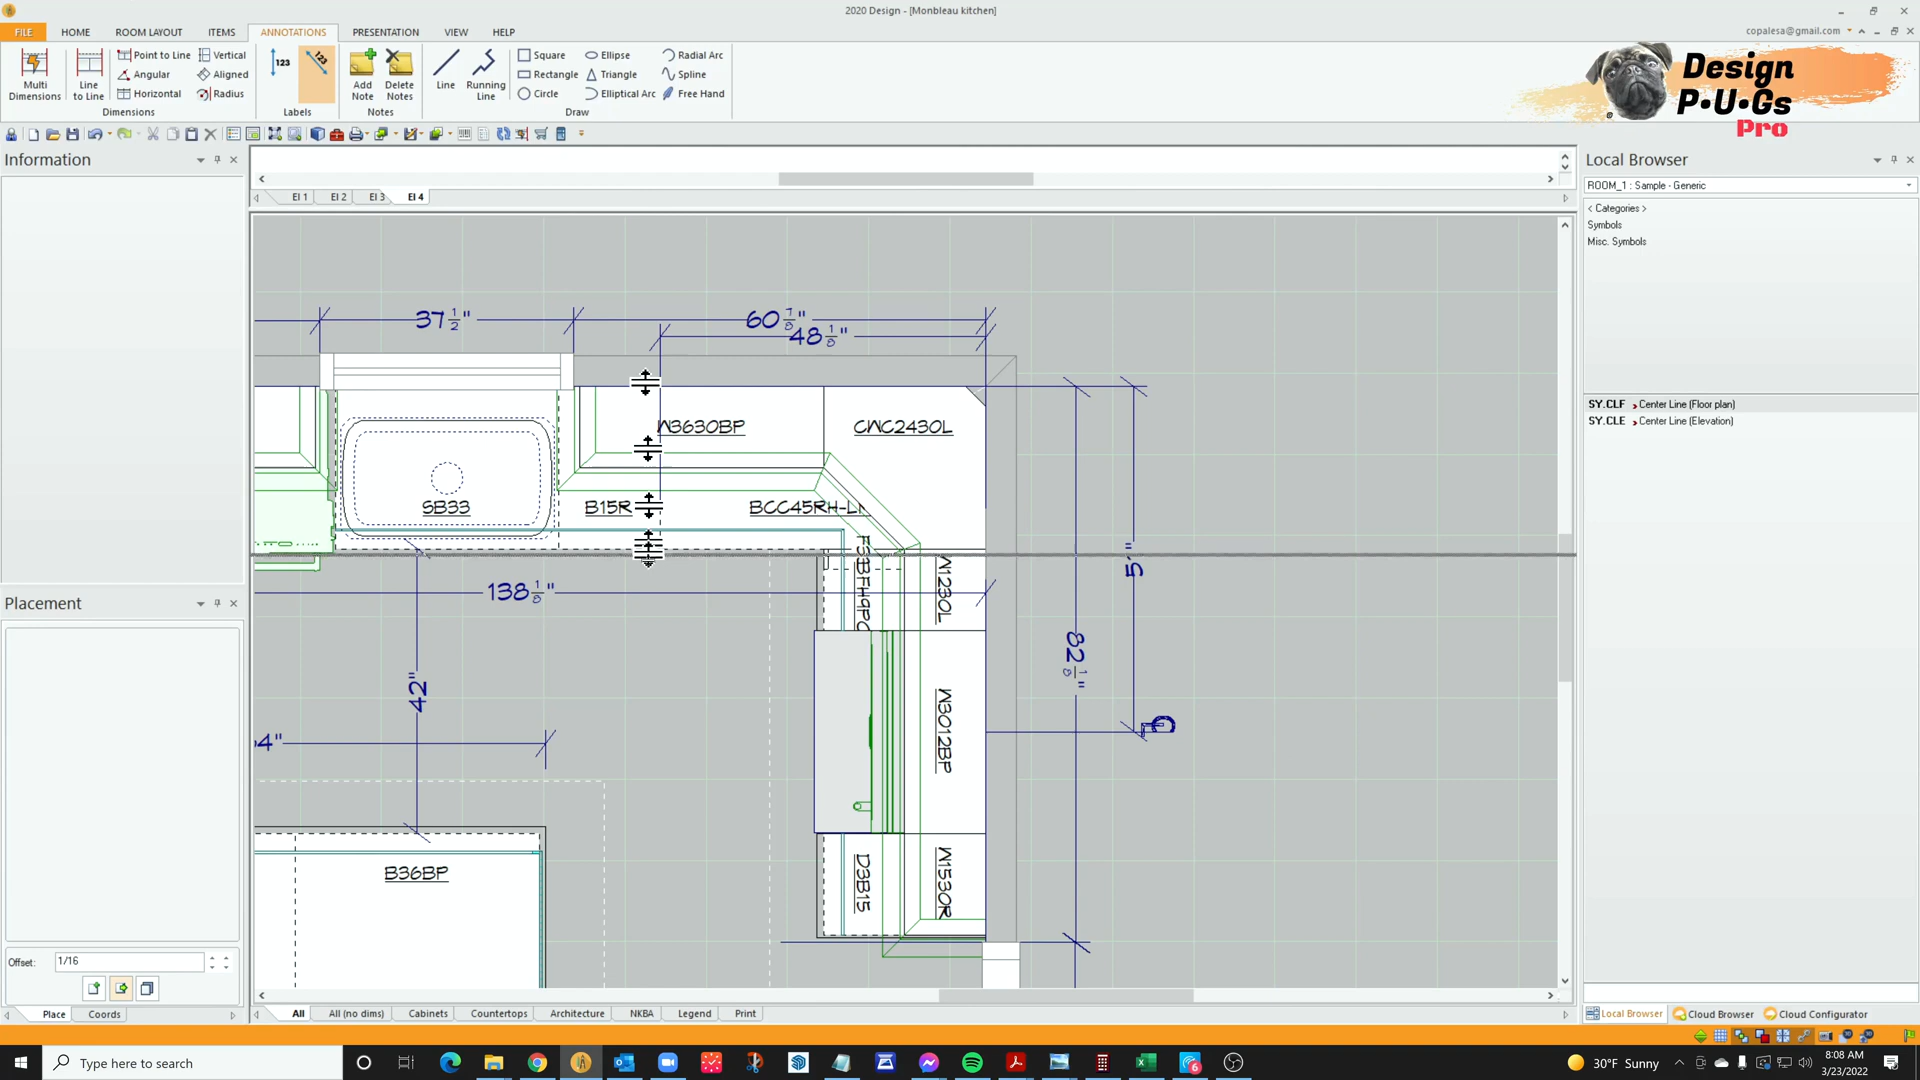 2020 Design - [Monbleau kitchen]
FILE HOME ROOM LAYOUT ITEMS ANNOTATIONS PRESENTATION VIEW HELP
copalesa@gmail.com
Multi Dimensions
Line to Line
Point to Line
Angular
Horizontal
Vertical
Aligned
Radius
Dimensions
123
123
Labels
Add Note
Delete Notes
Notes
Line
Running Line
Square
Rectangle
Circle
Ellipse
Triangle
Elliptical Arc
Radial Arc
Spline
Free Hand
Draw
Design
P•U•Gs
Pro
Information
Local Browser
ROOM_1 : Sample - Generic
< Categories >
Symbols
Misc. Symbols
El 1 El 2 El 3 El 4
37 1/2"
60 7/8"
48 1/8"
W3630BP
CWC2430L
SB33
B15R
W1230L
138 1/8"
42"
82 1/8"
W3012BP
B36BP
D3B15
W1530R
SY.CLF Center Line (Floor plan)
SY.CLE Center Line (Elevation)
Placement
Offset: 1/16
Place Coords
All All (no dims) Cabinets Countertops Architecture NKBA Legend Print
Local Browser Cloud Browser Cloud Configurator
Type here to search
30°F Sunny
8:08 AM
3/23/2022